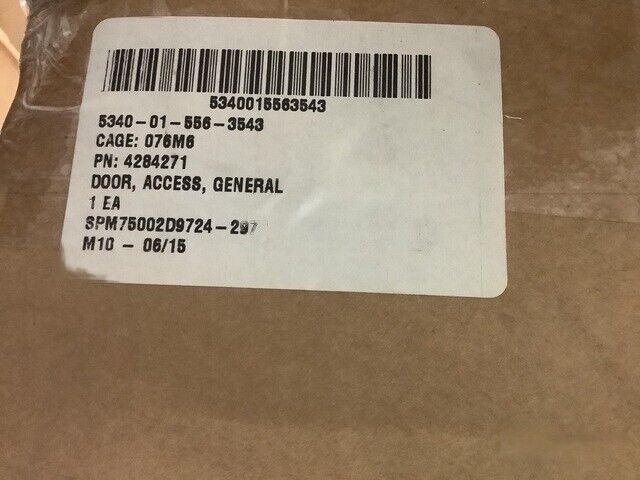 5340015563543
5340-01-556-3543
CAGE: 076M6
PN: 4284271
DOOR, ACCESS, GENERAL
1 EA
SPM75002D9724-297
M10 - 06/15